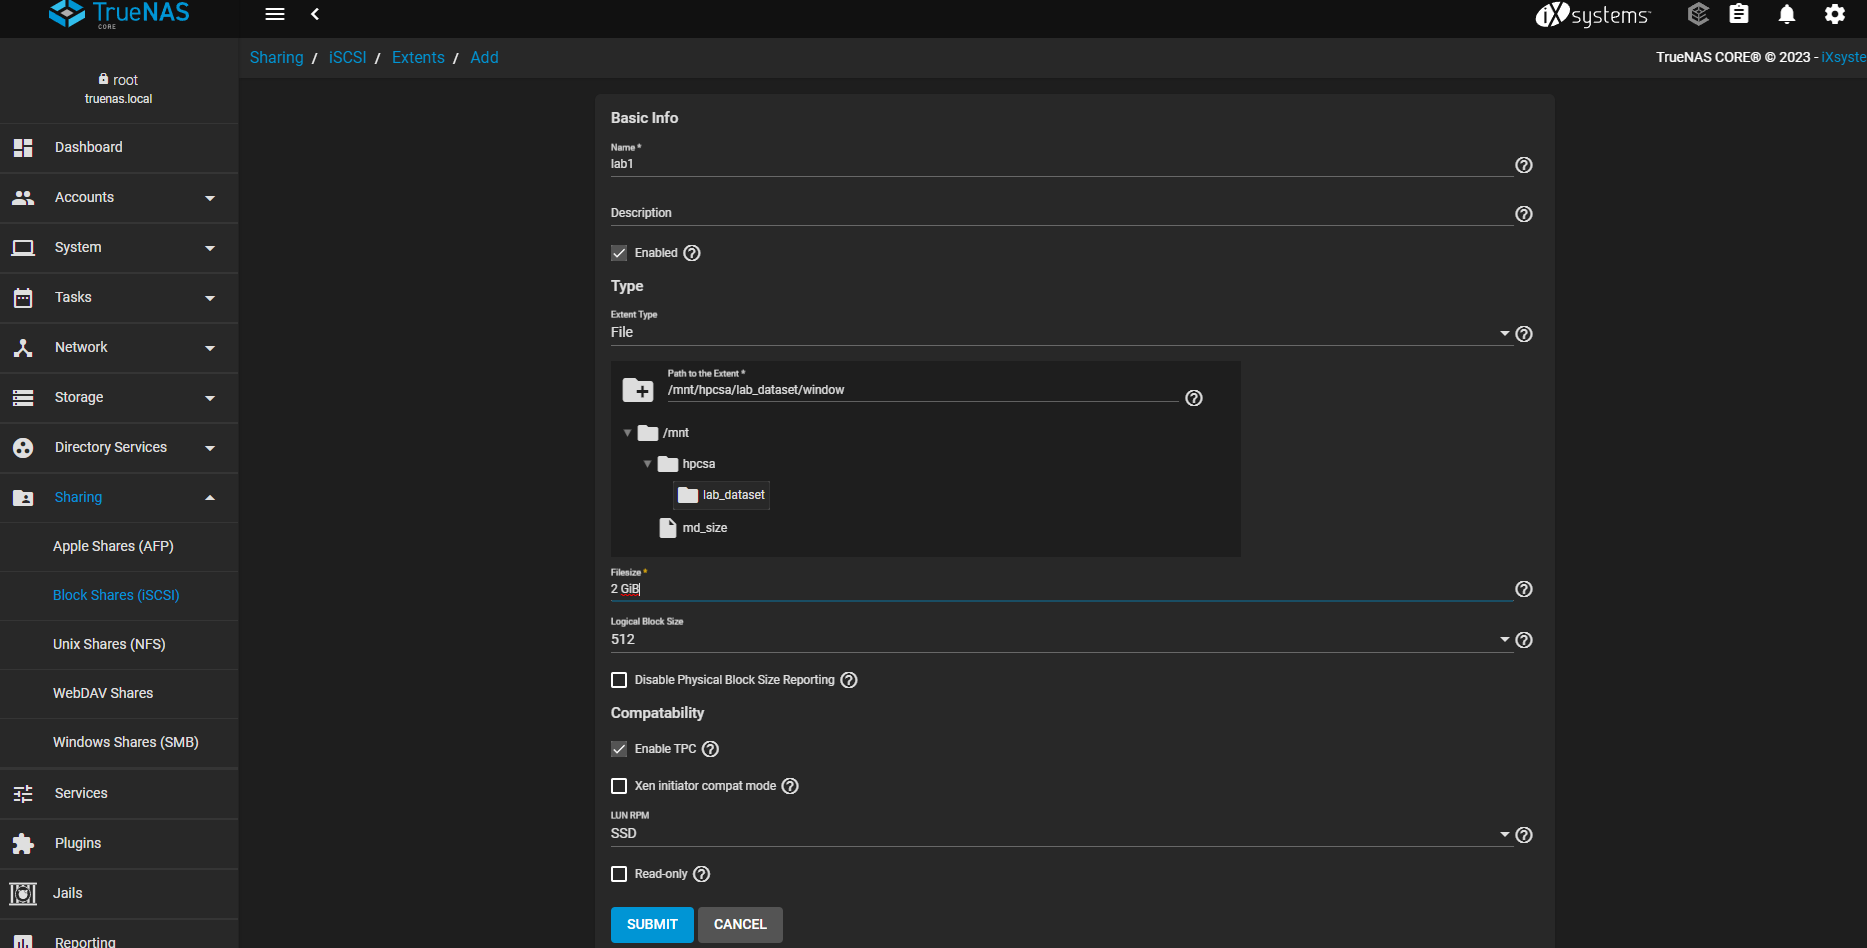 TrueNAS
CORE
iXsystems
Sharing / iSCSI / Extents / Add
TrueNAS CORE® © 2023 - iXsyste
root
truenas.local
Dashboard
Accounts
System
Tasks
Network
Storage
Directory Services
Sharing
Apple Shares (AFP)
Block Shares (iSCSI)
Unix Shares (NFS)
WebDAV Shares
Windows Shares (SMB)
Services
Plugins
Jails
Reporting
Basic Info
Name *
lab1
Description
Enabled
Type
Extent Type
File
Path to the Extent *
/mnt/hpcsa/lab_dataset/window
/mnt
hpcsa
lab_dataset
md_size
Filesize *
2 GiB
Logical Block Size
512
Disable Physical Block Size Reporting
Compatability
Enable TPC
Xen initiator compat mode
LUN RPM
SSD
Read-only
SUBMIT CANCEL